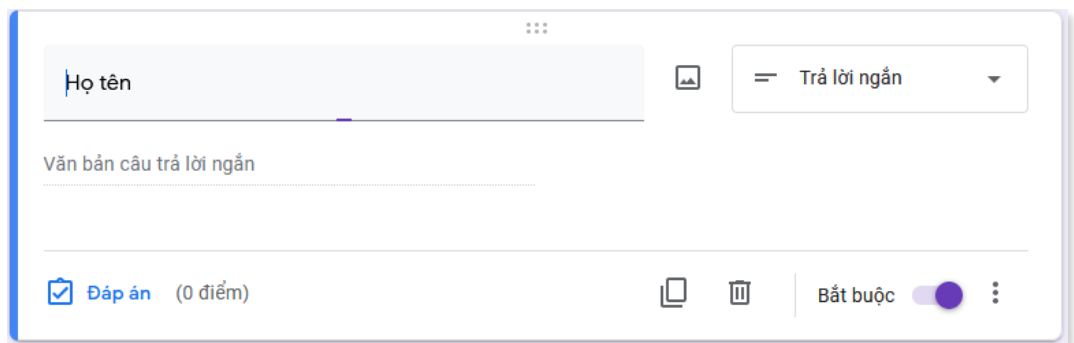 Họ tên
Trả lời ngắn
Văn bản câu trả lời ngắn
Đáp án (0 điểm)
Bắt buộc